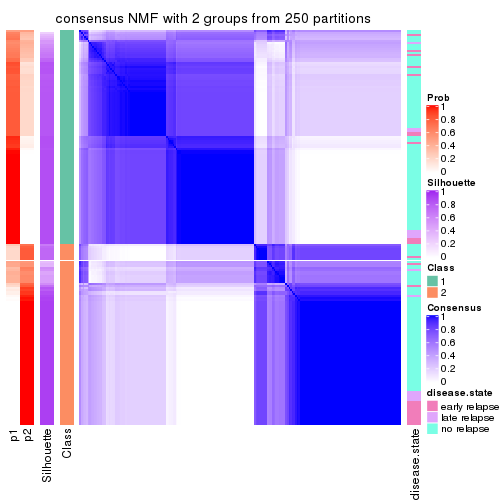 consensus NMF with 2 groups from 250 partitions
Prob
1
0.8
0.6
0.4
0.2
0
Silhouette
1
0.8
0.6
0.4
0.2
0
Class
1
2
Consensus
1
0.8
0.6
0.4
0.2
0
disease.state
early relapse
late relapse
no relapse
p1
p2
Silhouette
Class
disease.state